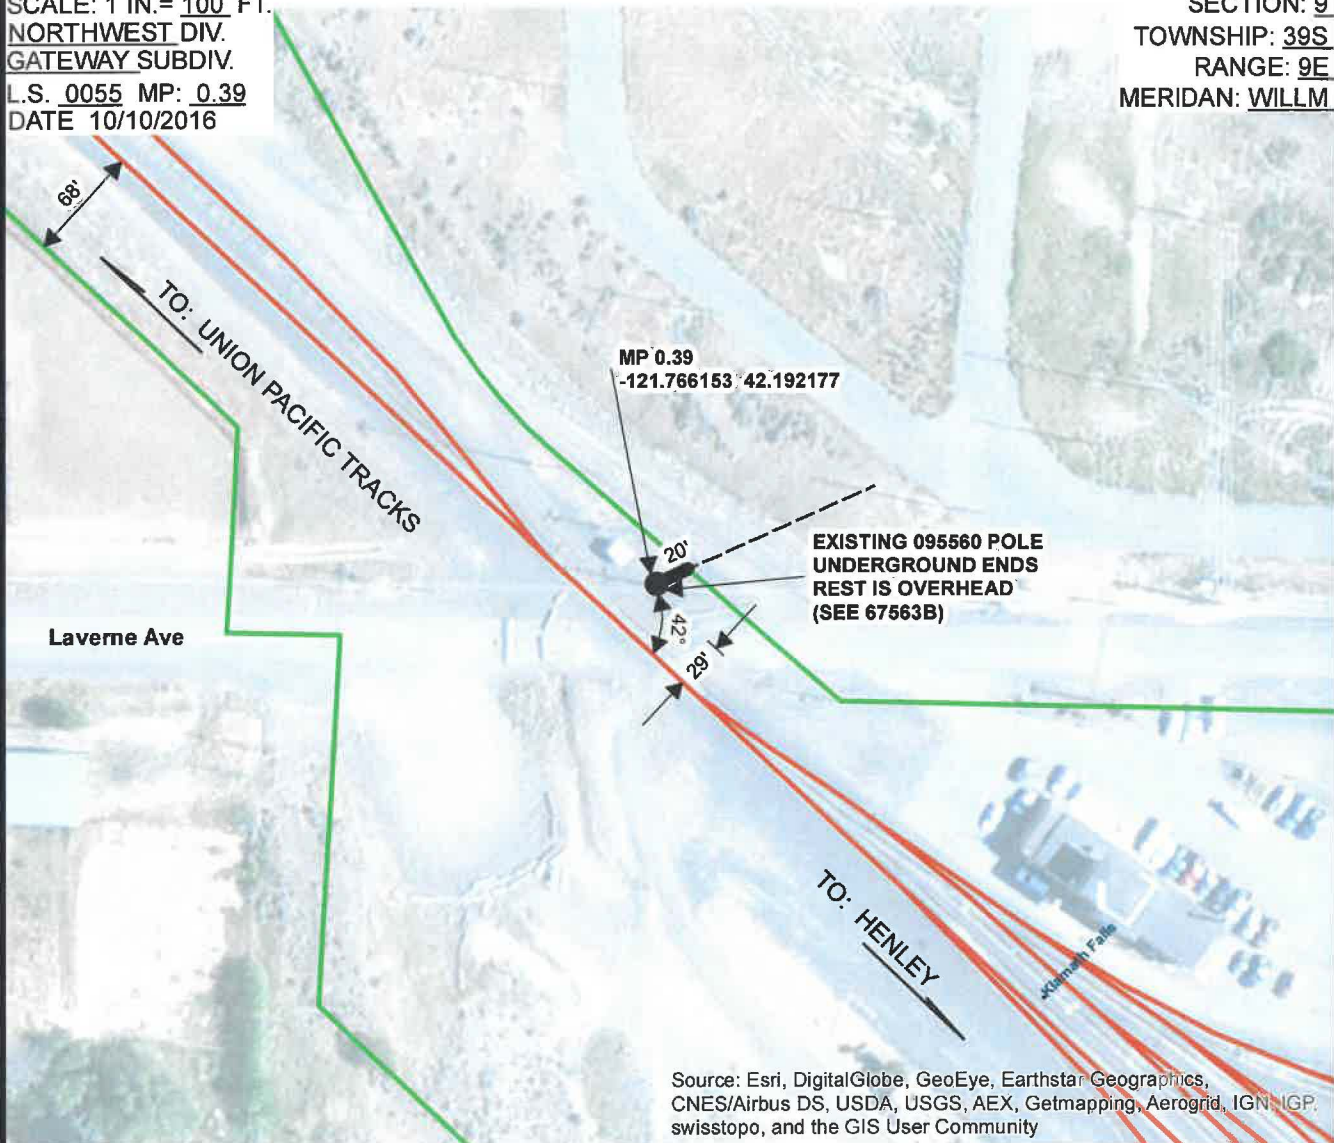 SCALE: 1 IN.= 100 FT.
NORTHWEST DIV.
GATEWAY SUBDIV.
L.S. 0055 MP: 0.39
DATE 10/10/2016
SECTION: 9
TOWNSHIP: 39S
RANGE: 9E
MERIDAN: WILLM
68'
TO: UNION PACIFIC TRACKS
MP 0.39
-121.766153 42.192177
20'
EXISTING 095560 POLE
UNDERGROUND ENDS
REST IS OVERHEAD
(SEE 67563B)
42°
29'
Laverne Ave
TO: HENLEY
Klamath Falls
Source: Esri, DigitalGlobe, GeoEye, Earthstar Geographics,
CNES/Airbus DS, USDA, USGS, AEX, Getmapping, Aerogrid, IGN, IGP,
swisstopo, and the GIS User Community